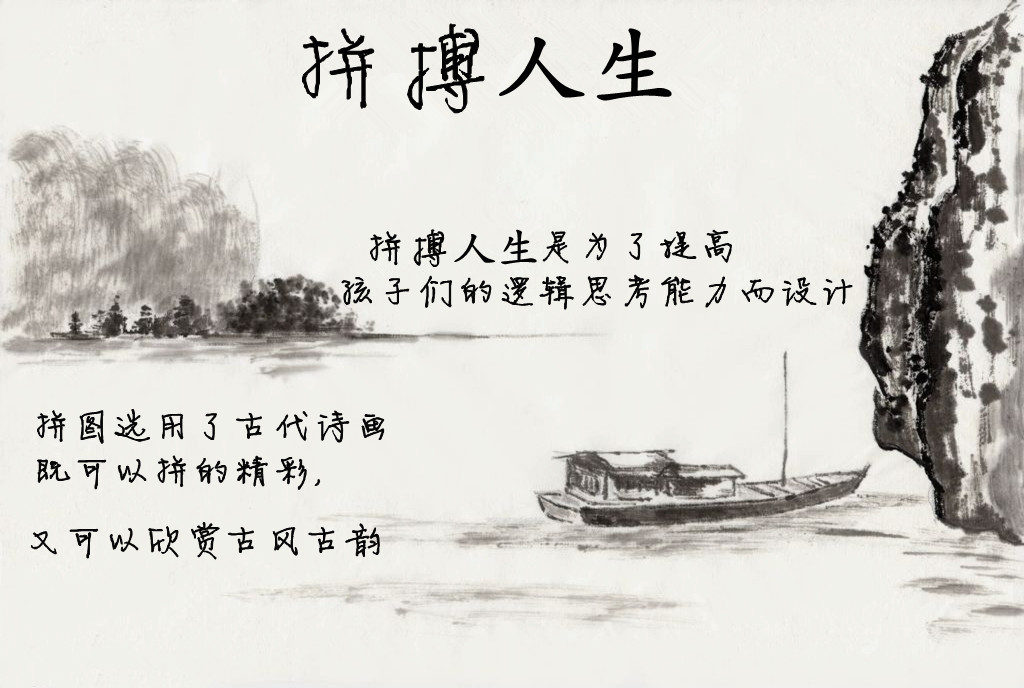 拼搏人生
拼搏人生是为了提高
孩子们的逻辑思考能力而设计
拼图选用了古代诗画
既可以拼的精彩,
又可以欣赏古风古韵